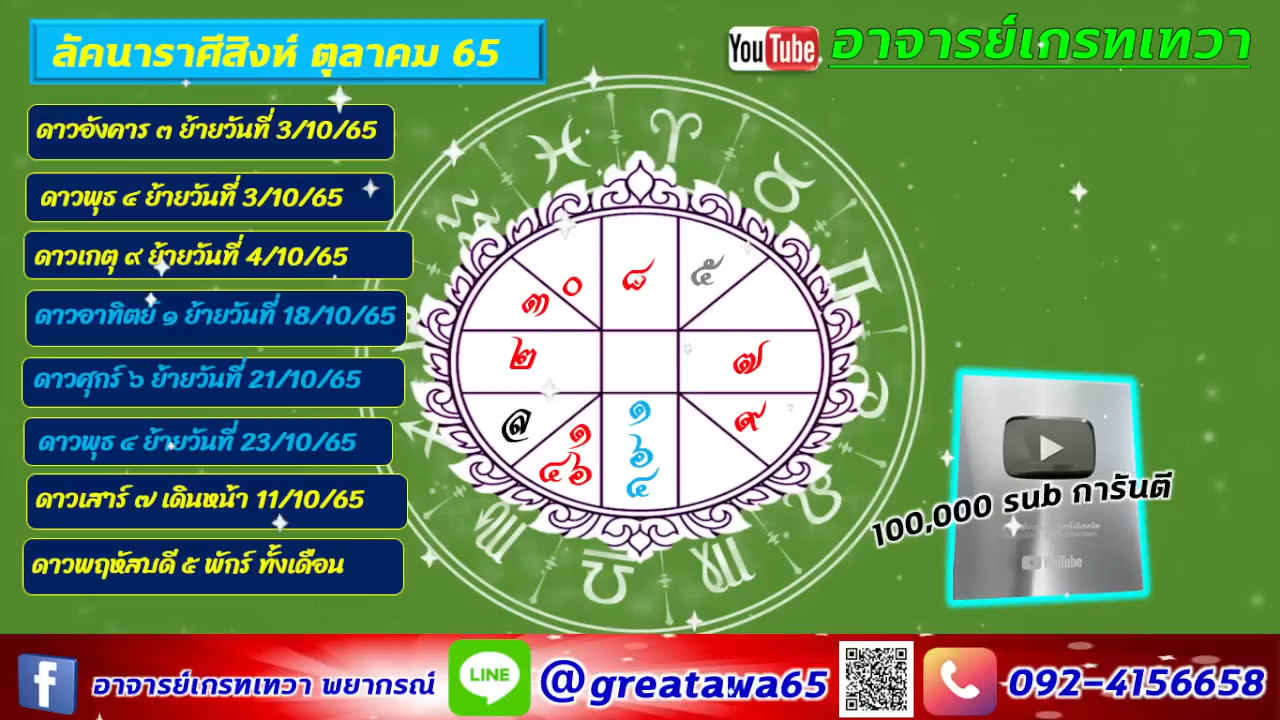 ลัคนาราศีสิงห์ ตุลาคม 65
YouTube อาจารย์เกรทเทวา
ดาวอังคาร ๓ ย้ายวันที่ 3/10/65
ดาวพุธ ๔ ย้ายวันที่ 3/10/65
ดาวเกตุ ๙ ย้ายวันที่ 4/10/65
ดาวอาทิตย์ ๑ ย้ายวันที่ 18/10/65
ดาวศุกร์ ๖ ย้ายวันที่ 21/10/65
ดาวพุธ ๔ ย้ายวันที่ 23/10/65
ดาวเสาร์ ๗ เดินหน้า 11/10/65
ดาวพฤหัสบดี ๕ พักร์ ทั้งเดือน
๓ ๐ ๘ ๕
๒ ๗
ล ๑ ๑ ๙
๔๖ ๖
๔
100,000 sub การันตี
YouTube
อาจารย์เกรทเทวา พยากรณ์ LINE @greatawa65 092-4156658